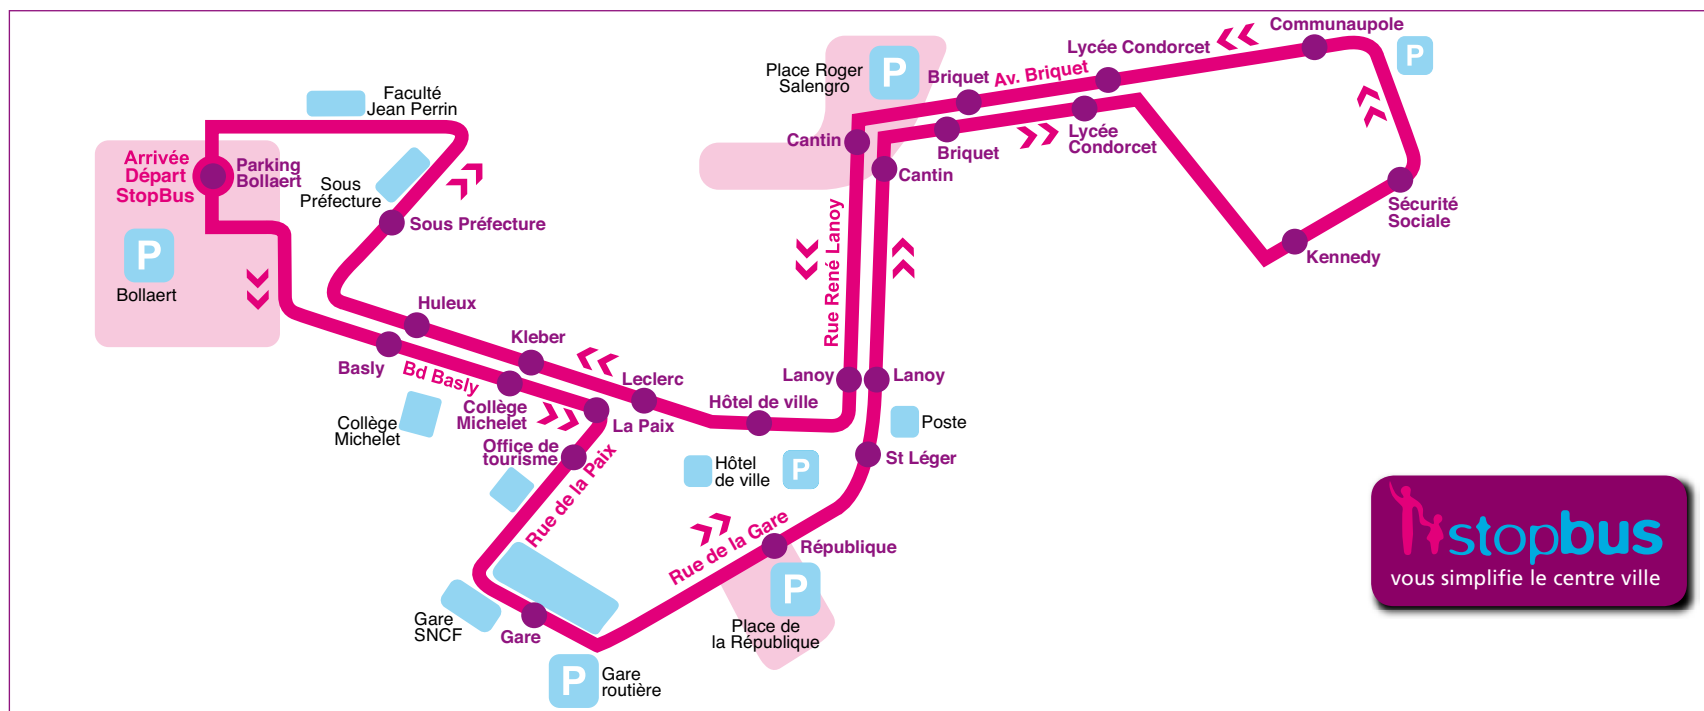 Communaupole
Lycée Condorcet
P
Av. Briquet
Briquet
Place Roger
Salengro
P
Faculté
Jean Perrin
Cantin
Briquet
Lycée
Condorcet
Cantin
Arrivée
Départ
StopBus
Parking
Bollaert
Sous
Préfecture
Sous Préfecture
Sécurité
Sociale
Kennedy
P
Bollaert
Rue René Lanoy
Huleux
Kleber
Basly
Bd Basly
Leclerc
Lanoy
Lanoy
Hôtel de ville
Collège
Michelet
La Paix
Collège
Michelet
Poste
Office de
tourisme
Rue de la Paix
St Léger
Hôtel
de ville
P
Rue de la Gare
République
P
Place de
la République
Gare
SNCF
Gare
P
Gare
routière
stopbus
vous simplifie le centre ville